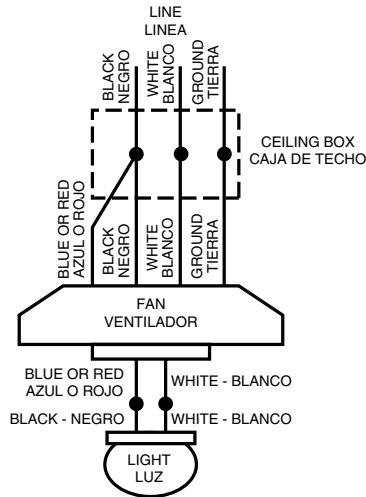 LINE
LINEA
BLACK
NEGRO
WHITE
BLANCO
GROUND
TIERRA
CEILING BOX
CAJA DE TECHO
BLUE OR RED
AZUL O ROJO
BLACK
NEGRO
WHITE
BLANCO
GROUND
TIERRA
FAN
VENTILADOR
BLUE OR RED
AZUL O ROJO
WHITE - BLANCO
BLACK - NEGRO
WHITE - BLANCO
LIGHT
LUZ